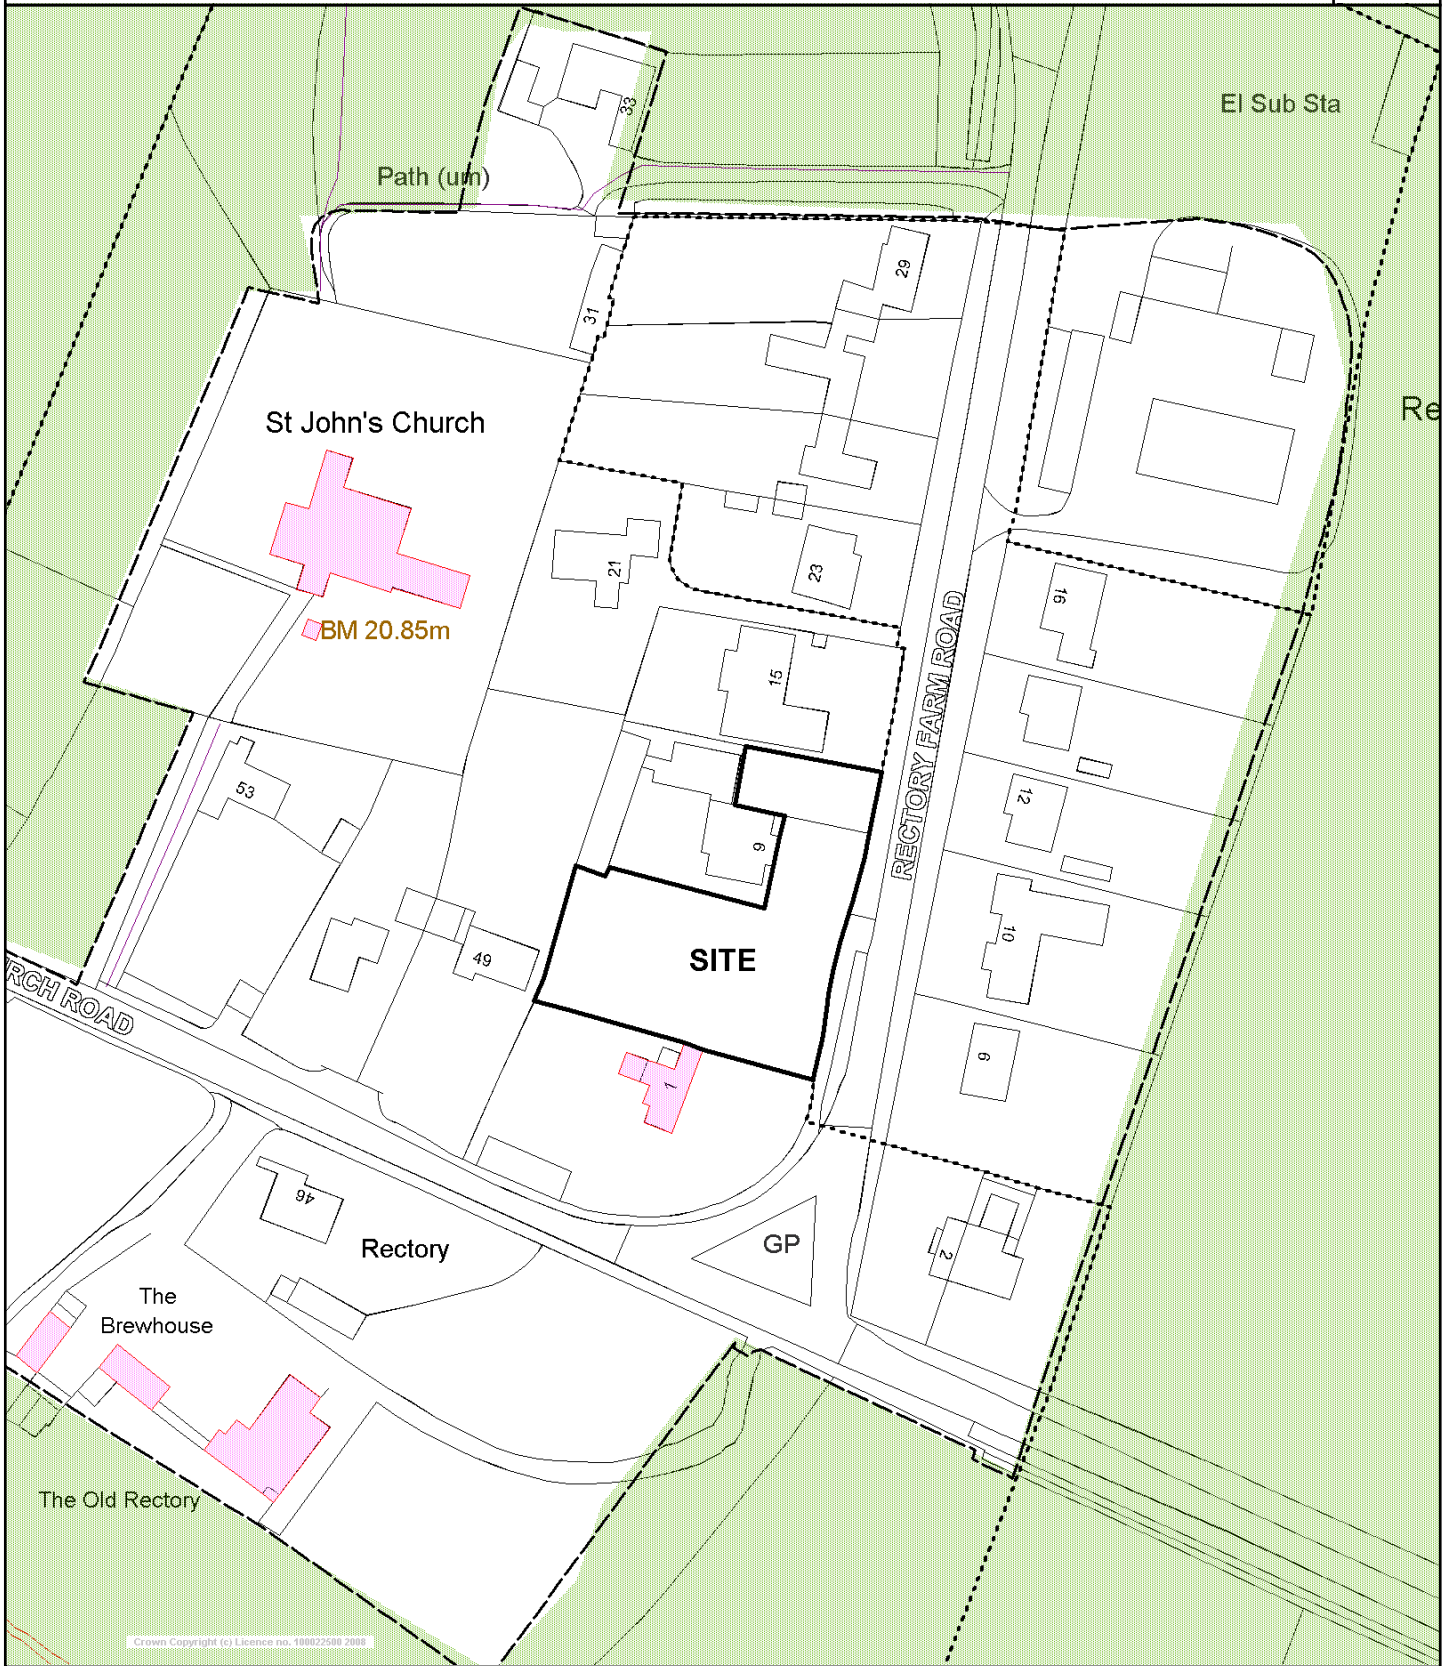 33
El Sub Sta
Path (um)
29
31
Re
St John's Church
21
23
16
BM 20.85m
15
RECTORY FARM ROAD
53
12
9
10
49
SITE
RCH ROAD
6
1
46
Rectory
GP
2
The
Brewhouse
The Old Rectory
Crown Copyright (c) Licence no. 100022500 2008